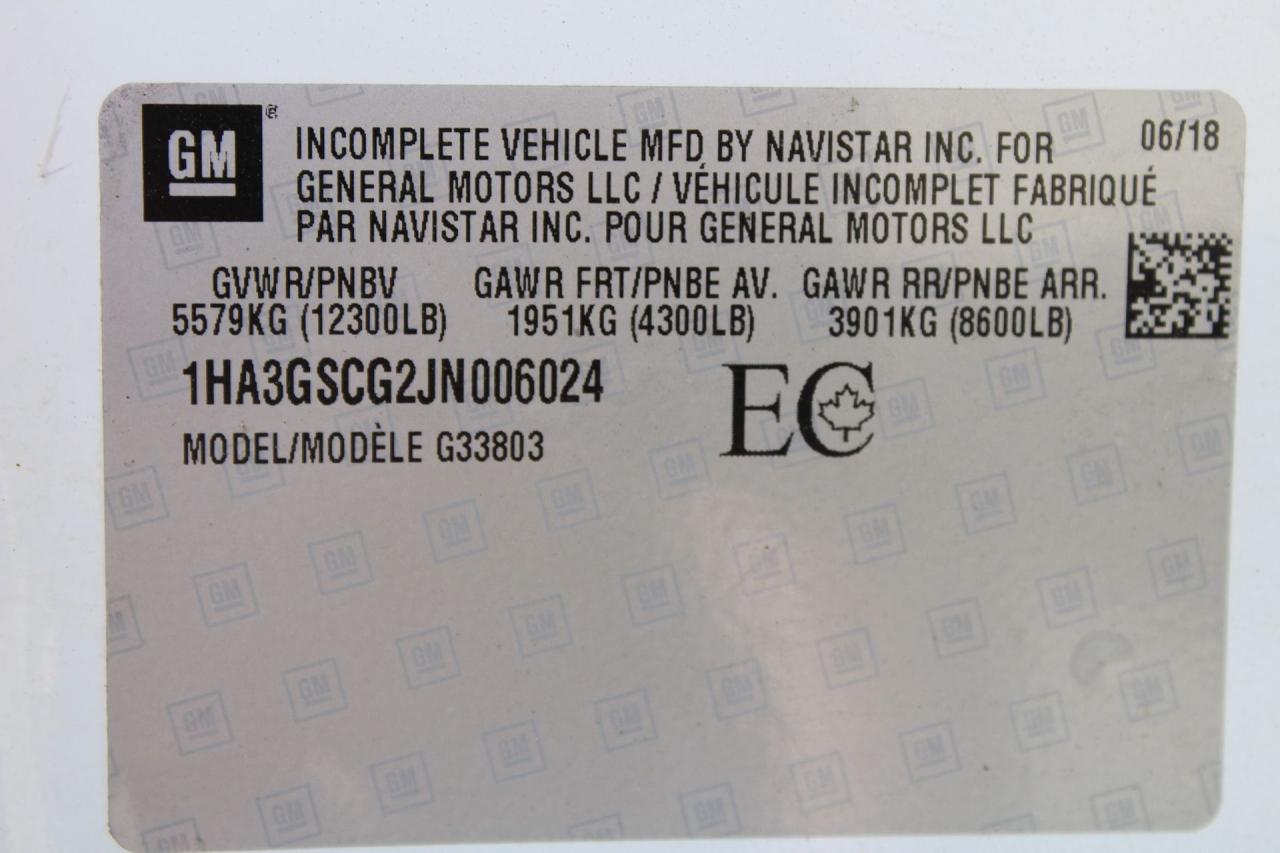 GM ®
INCOMPLETE VEHICLE MFD BY NAVISTAR INC. FOR
GENERAL MOTORS LLC / VÉHICULE INCOMPLET FABRIQUÉ
PAR NAVISTAR INC. POUR GENERAL MOTORS LLC
06/18
GVWR/PNBV GAWR FRT/PNBE AV. GAWR RR/PNBE ARR.
5579KG (12300LB) 1951KG (4300LB) 3901KG (8600LB)
1HA3GSCG2JN006024
EC
MODEL/MODÈLE G33803